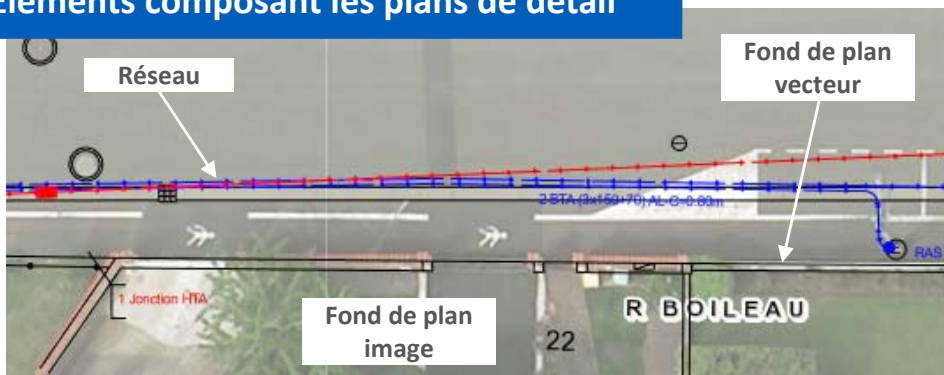 Eléments composant les plans de détail
Réseau
Fond de plan
vecteur
2 BTA (3x150+70) AL-C=0.80m
RAS
1 Jonction HTA
Fond de plan
image
R BOILEAU
22